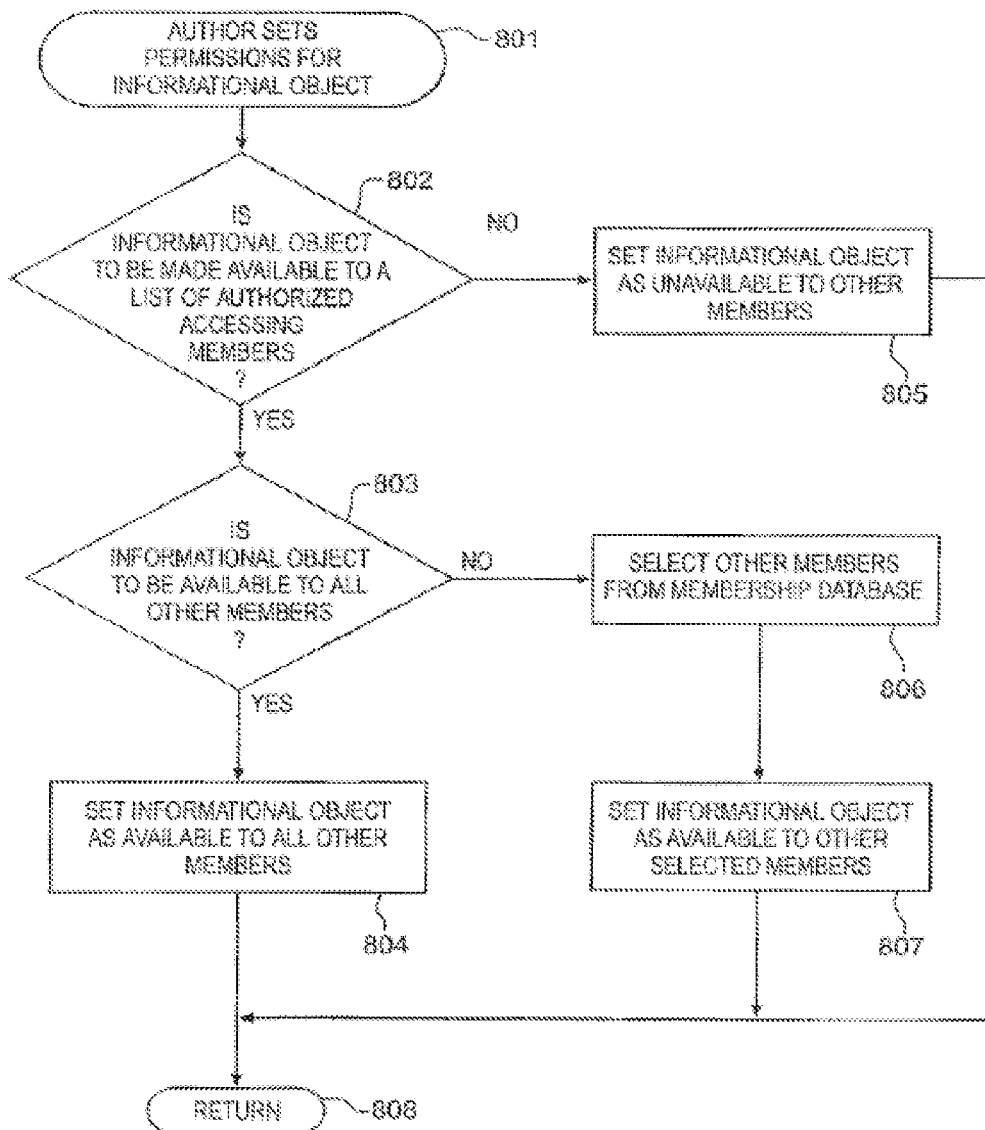 AUTHOR SETS
PERMISSIONS FOR
INFORMATIONAL OBJECT
801
802
IS
INFORMATIONAL OBJECT
TO BE MADE AVAILABLE TO A
LIST OF AUTHORIZED
ACCESSING
MEMBERS
?
NO
SET INFORMATIONAL OBJECT
AS UNAVAILABLE TO OTHER
MEMBERS
805
YES
803
IS
INFORMATIONAL OBJECT
TO BE AVAILABLE TO ALL
OTHER MEMBERS
?
NO
SELECT OTHER MEMBERS
FROM MEMBERSHIP DATABASE
806
YES
SET INFORMATIONAL OBJECT
AS AVAILABLE TO ALL OTHER
MEMBERS
804
SET INFORMATIONAL OBJECT
AS AVAILABLE TO OTHER
SELECTED MEMBERS
807
RETURN
808